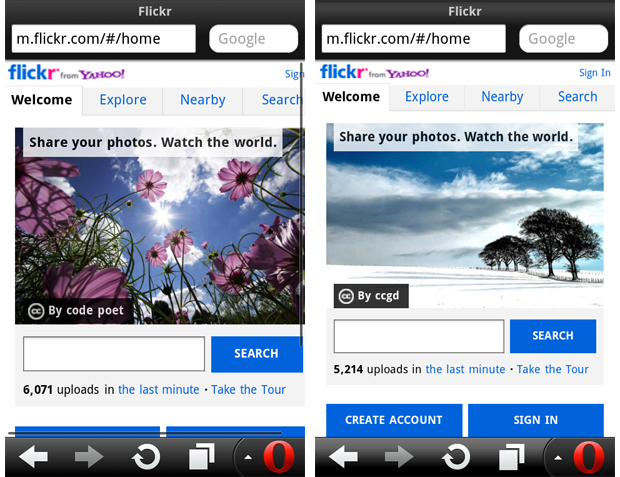 Flickr
m.flickr.com/#/home
Google
flickr from YAHOO!
Sign
Welcome
Explore
Nearby
Search
Share your photos. Watch the world.
cc By code poet
SEARCH
6,071 uploads in the last minute · Take the Tour
Flickr
m.flickr.com/#/home
Google
flickr from YAHOO!
Sign In
Welcome
Explore
Nearby
Search
Share your photos. Watch the world.
cc By ccgd
SEARCH
5,214 uploads in the last minute · Take the Tour
CREATE ACCOUNT
SIGN IN